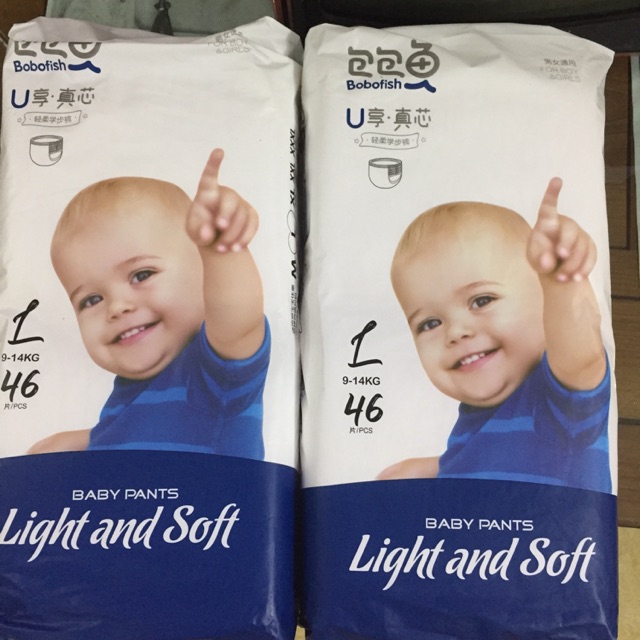 包包鱼
Bobofish
U享·真芯
轻柔学步裤
L
9-14KG
46
片/PCS
BABY PANTS
Light and Soft
包包鱼
Bobofish
男女通用
FOR BOY
&GIRLS
U享·真芯
轻柔学步裤
L
9-14KG
46
片/PCS
BABY PANTS
Light and Soft